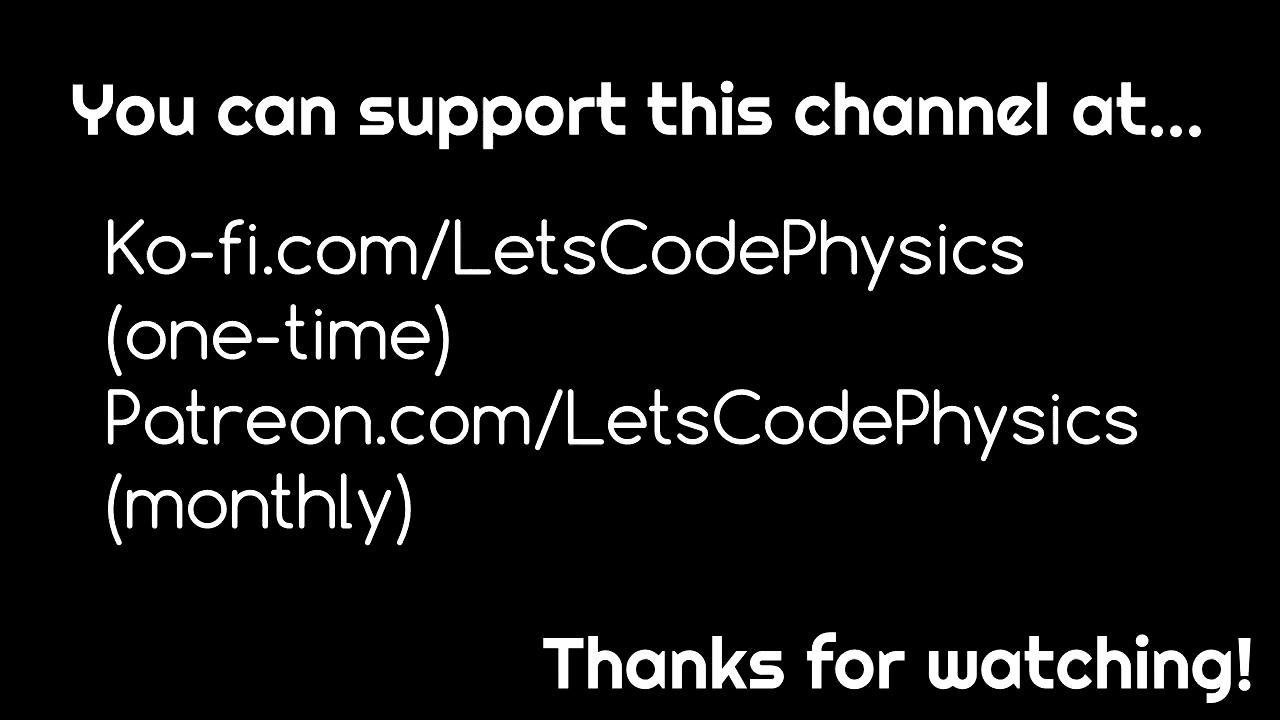 You can support this channel at...
Ko-fi.com/LetsCodePhysics
(one-time)
Patreon.com/LetsCodePhysics
(monthly)
Thanks for watching!